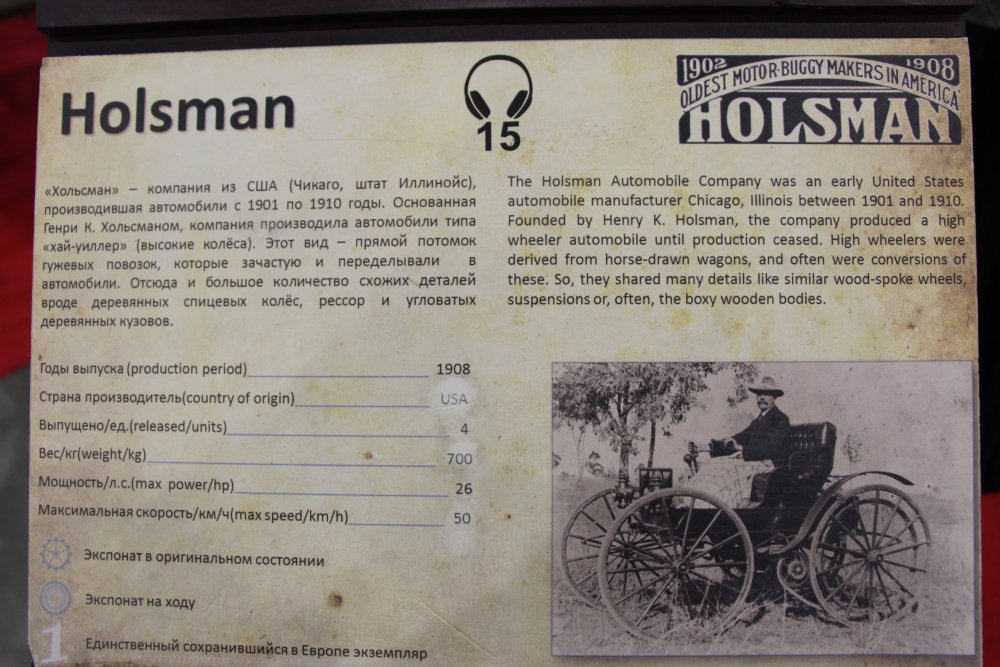 Holsman
15
1902 1908
OLDEST MOTOR-BUGGY MAKERS IN AMERICA
HOLSMAN
«Хольсман» – компания из США (Чикаго, штат Иллинойс),
производившая автомобили с 1901 по 1910 годы. Основанная
Генри К. Хольсманом, компания производила автомобили типа
«хай-уиллер» (высокие колёса). Этот вид – прямой потомок
гужевых повозок, которые зачастую и переделывали в
автомобили. Отсюда и большое количество схожих деталей
вроде деревянных спицевых колёс, рессор и угловатых
деревянных кузовов.
The Holsman Automobile Company was an early United States
automobile manufacturer Chicago, Illinois between 1901 and 1910.
Founded by Henry K. Holsman, the company produced a high
wheeler automobile until production ceased. High wheelers were
derived from horse-drawn wagons, and often were conversions of
these. So, they shared many details like similar wood-spoke wheels,
suspensions or, often, the boxy wooden bodies.
Годы выпуска (production period) 1908
Страна производитель(country of origin) USA
Выпущено/ед.(released/units) 4
Вес/кг(weight/kg) 700
Мощность/л.с.(max power/hp) 26
Максимальная скорость/км/ч(max speed/km/h) 50
Экспонат в оригинальном состоянии
Экспонат на ходу
1 Единственный сохранившийся в Европе экземпляр